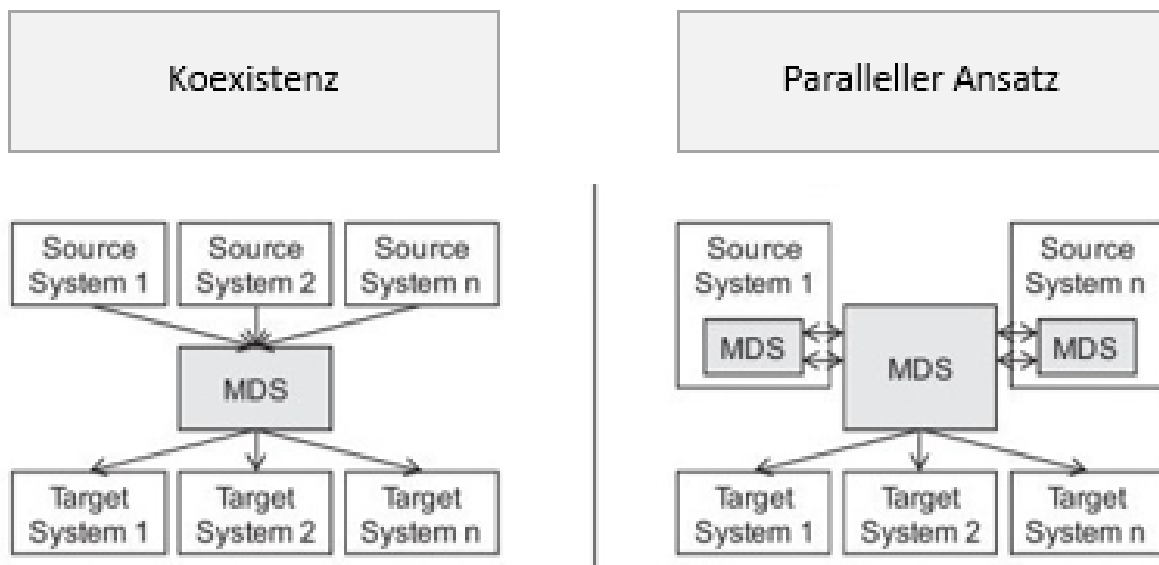 Koexistenz
Paralleller Ansatz
Source
System 1
Source
System 2
Source
System n
MDS
Target
System 1
Target
System 2
Target
System n
Source
System 1
Source
System n
MDS
MDS
MDS
Target
System 1
Target
System 2
Target
System n